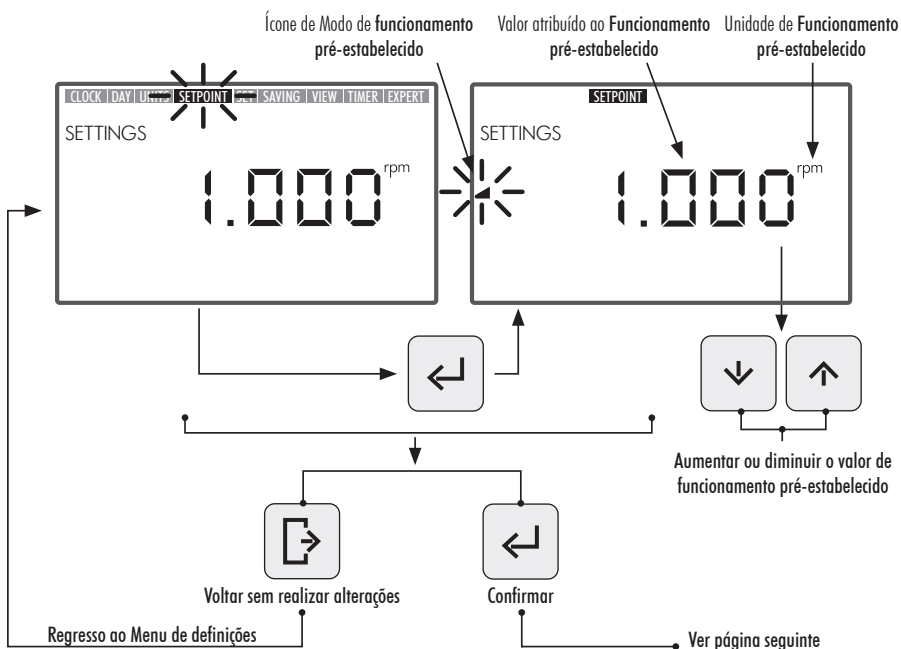 Ícone de Modo de funcionamento
pré-estabelecido
Valor atribuído ao Funcionamento
pré-estabelecido
Unidade de Funcionamento
pré-estabelecido
CLOCK DAY UNITS SETPOINT SET SAVING VIEW TIMER EXPERT
SETTINGS
1.000 rpm
SETPOINT
SETTINGS
1.000 rpm
Aumentar ou diminuir o valor de
funcionamento pré-estabelecido
Voltar sem realizar alterações
Confirmar
Regresso ao Menu de definições
Ver página seguinte